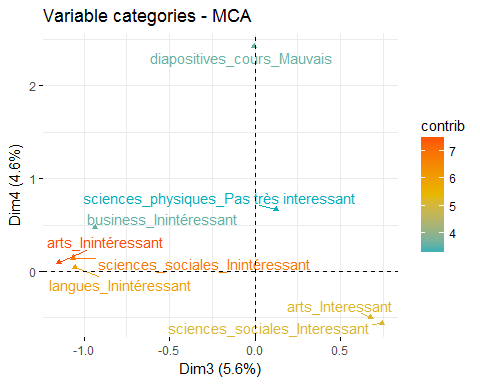 Variable categories - MCA
diapositives_cours_Mauvais
2
contrib
7
6
5
4
Dim4 (4.6%)
1
sciences_physiques_Pas très interessant
business_Inintéressant
arts_Inintéressant
sciences_sociales_Inintéressant
0
langues_Inintéressant
arts_Interessant
sciences_sociales_Interessant
-1.0
-0.5
0.0
0.5
Dim3 (5.6%)